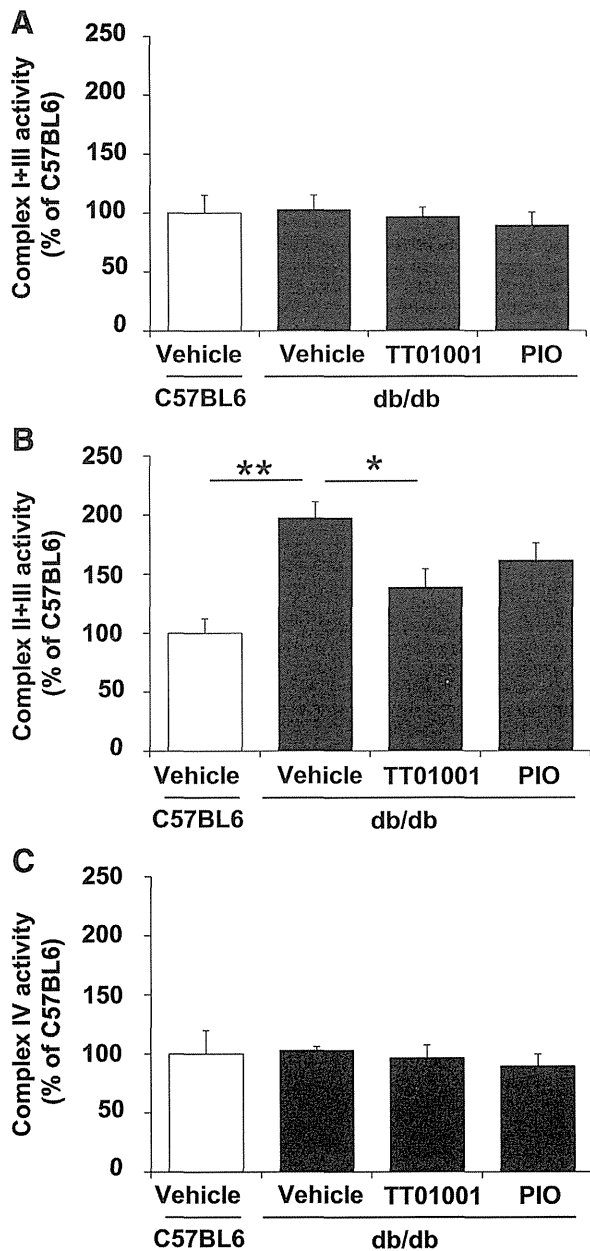 A
Complex I+III activity
(% of C57BL6)
250
200
150
100
50
0
Vehicle Vehicle TT01001 PIO
C57BL6 db/db
B
Complex II+III activity
(% of C57BL6)
250
200
150
100
50
0
** *
Vehicle Vehicle TT01001 PIO
C57BL6 db/db
C
Complex IV activity
(% of C57BL6)
250
200
150
100
50
0
Vehicle Vehicle TT01001 PIO
C57BL6 db/db